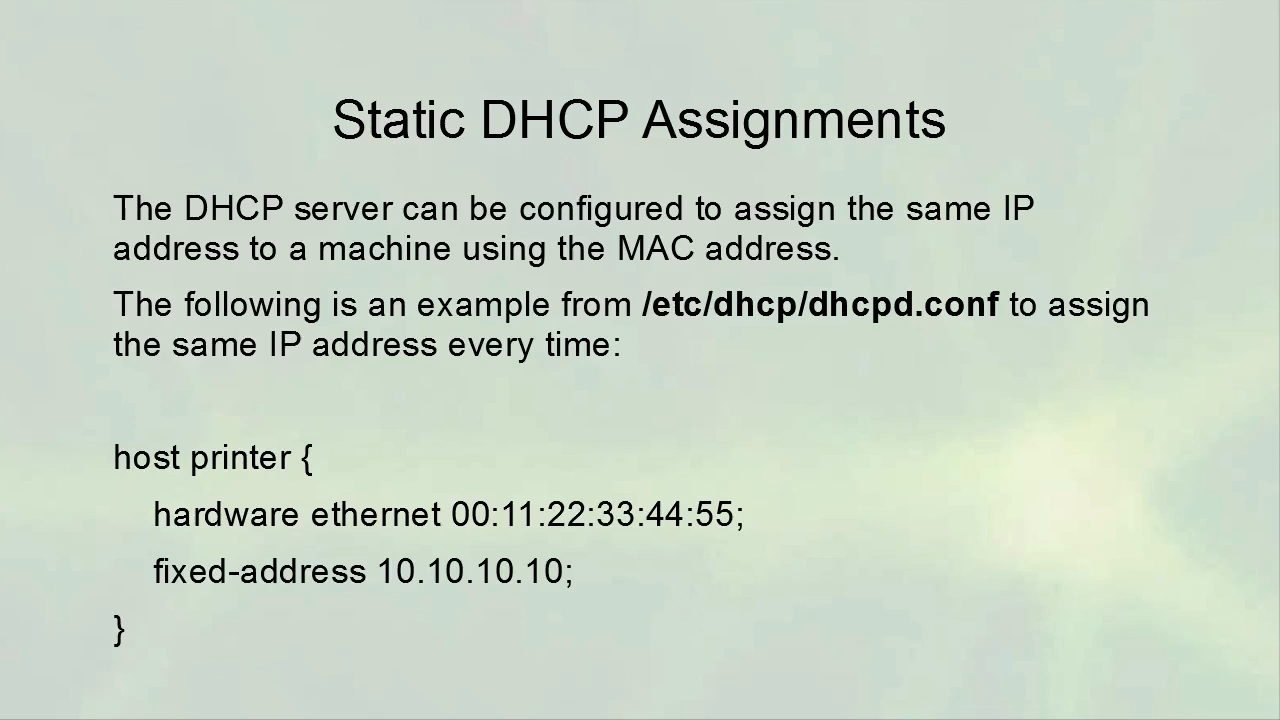 Static DHCP Assignments
The DHCP server can be configured to assign the same IP
address to a machine using the MAC address.
The following is an example from /etc/dhcp/dhcpd.conf to assign
the same IP address every time:
host printer {
hardware ethernet 00:11:22:33:44:55;
fixed-address 10.10.10.10;
}